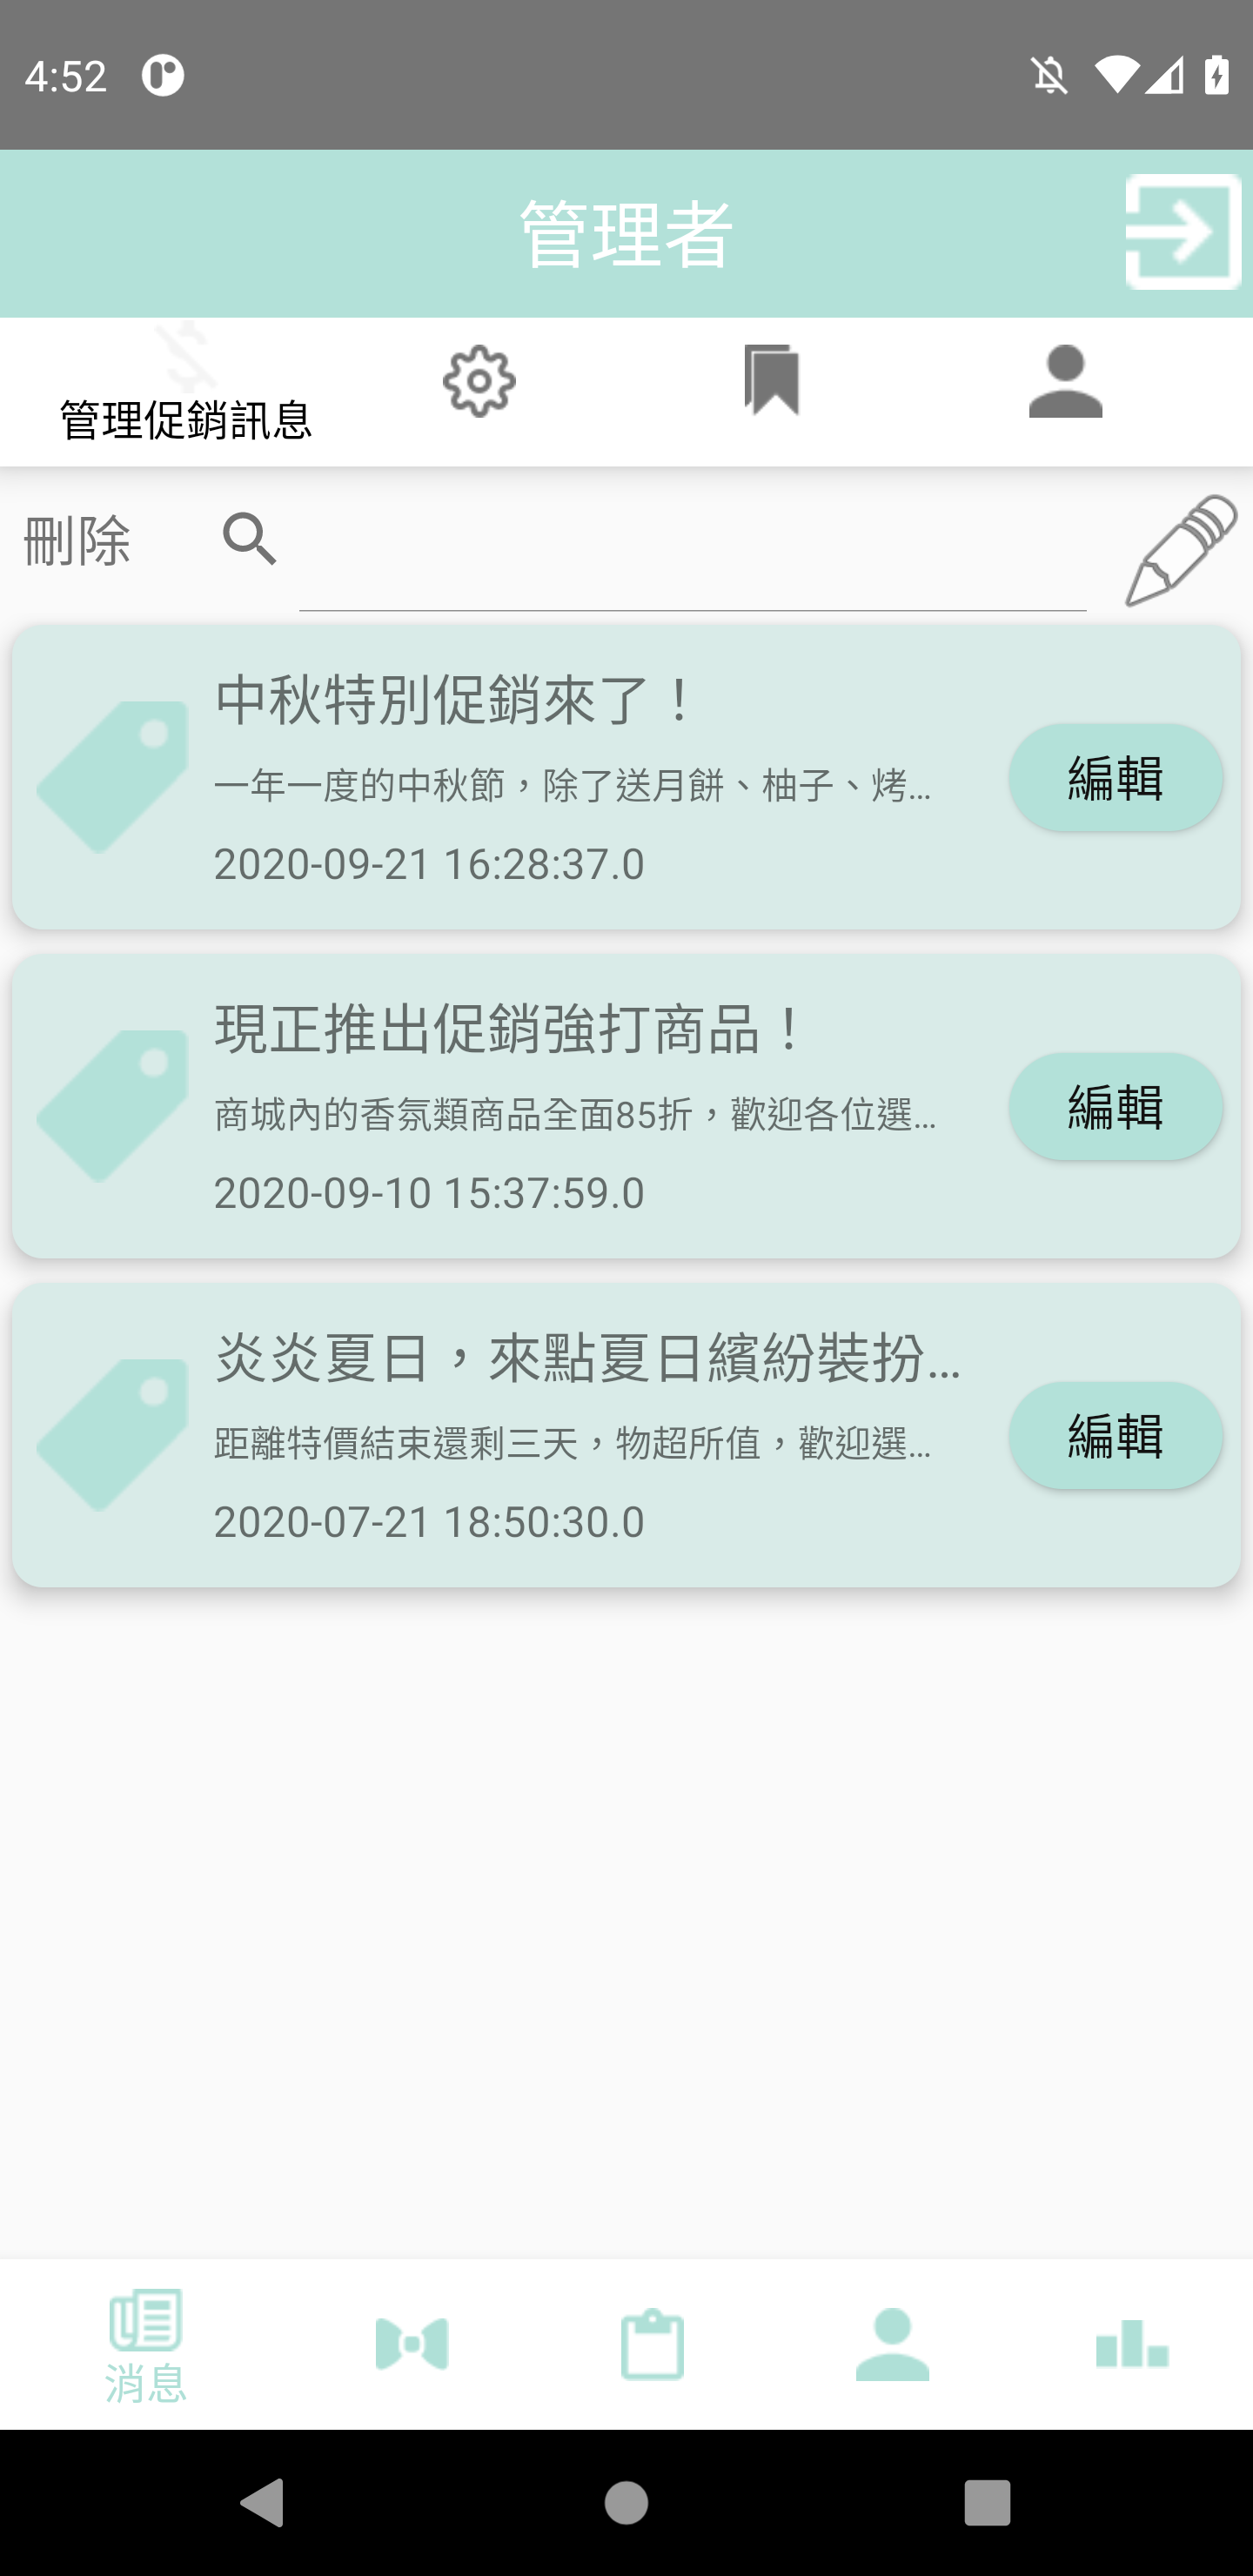 4:52
管理者
管理促銷訊息
刪除
中秋特別促銷來了！
一年一度的中秋節，除了送月餅、柚子、烤...
2020-09-21 16:28:37.0
編輯
現正推出促銷強打商品！
商城內的香氛類商品全面85折，歡迎各位選...
2020-09-10 15:37:59.0
編輯
炎炎夏日，來點夏日繽紛裝扮...
距離特價結束還剩三天，物超所值，歡迎選...
2020-07-21 18:50:30.0
編輯
消息